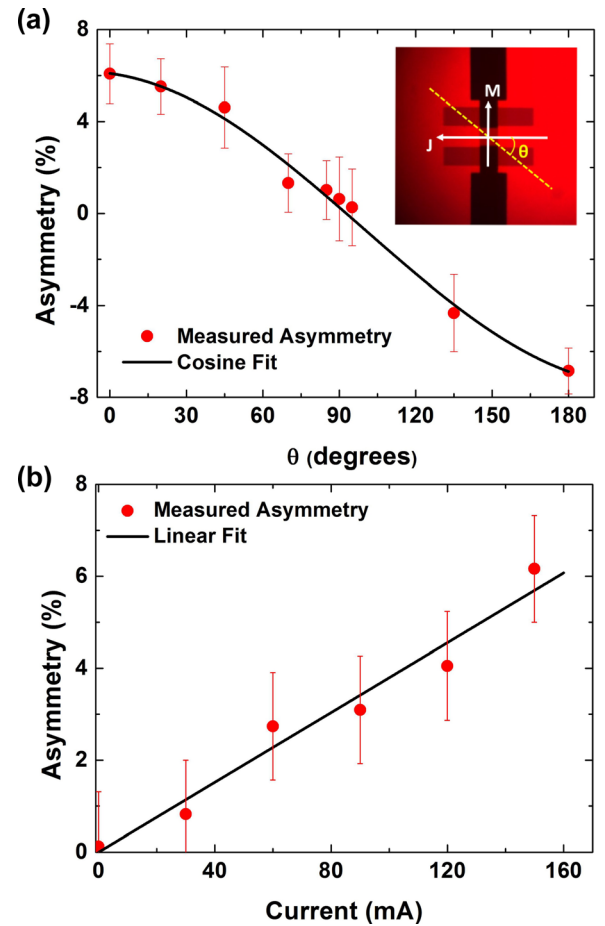 (a)
8
4
0
-4
-8
Asymmetry (%)
M
J
θ
Measured Asymmetry
Cosine Fit
0 30 60 90 120 150 180
θ (degrees)
(b)
8
6
4
2
0
Asymmetry (%)
Measured Asymmetry
Linear Fit
0 40 80 120 160
Current (mA)